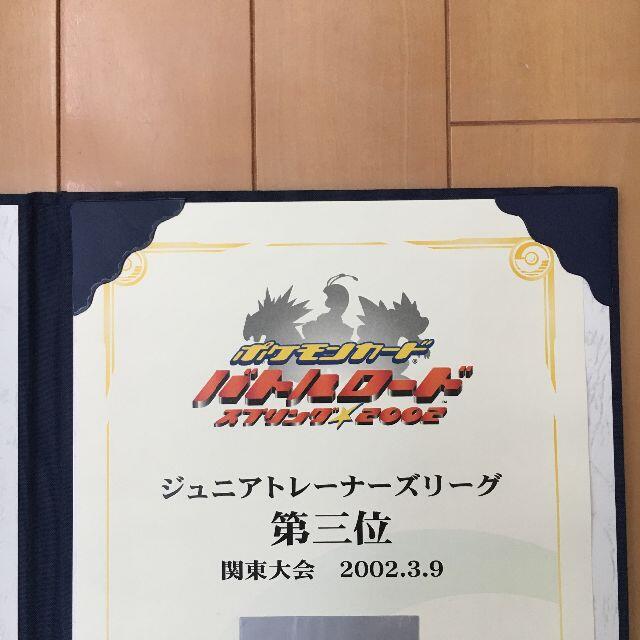 ポケモンカード
バトルロード
スプリング★2002
ジュニアトレーナーズリーグ
第三位
関東大会 2002.3.9